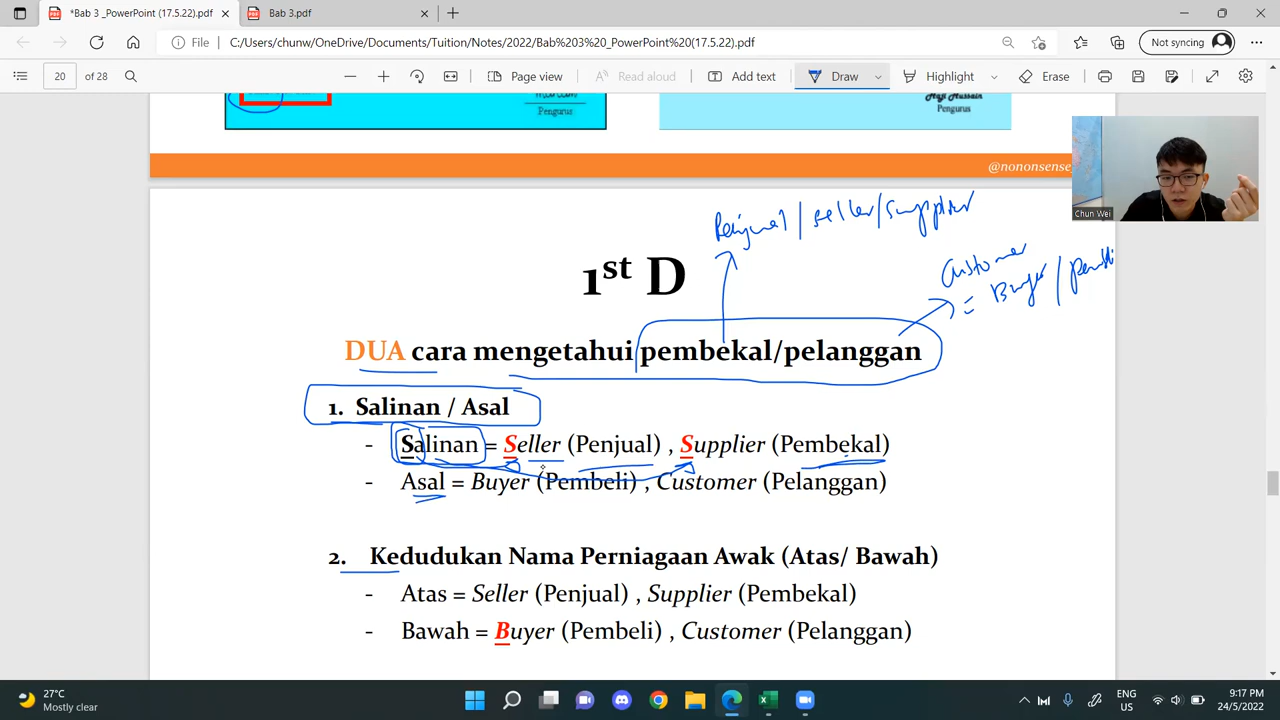 *Bab 3 _PowerPoint (17.5.22).pdf
Bab 3.pdf
File C:/Users/chunw/OneDrive/Documents/Tuition/Notes/2022/Bab%203%20_PowerPoint%20(17.5.22).pdf Not syncing
20 of 28 Page view Read aloud Add text Draw Highlight Erase
Pengurus
Haji Hussain
Pengurus
@nononsense
Chun Wei
Penjual / seller / supplier
Customer
= Buyer /
1st D
DUA cara mengetahui pembekal/pelanggan
1. Salinan / Asal
- Salinan = Seller (Penjual) , Supplier (Pembekal)
- Asal = Buyer (Pembeli) , Customer (Pelanggan)
2. Kedudukan Nama Perniagaan Awak (Atas/ Bawah)
- Atas = Seller (Penjual) , Supplier (Pembekal)
- Bawah = Buyer (Pembeli) , Customer (Pelanggan)
27°C
Mostly clear
ENG
US
9:17 PM
24/5/2022